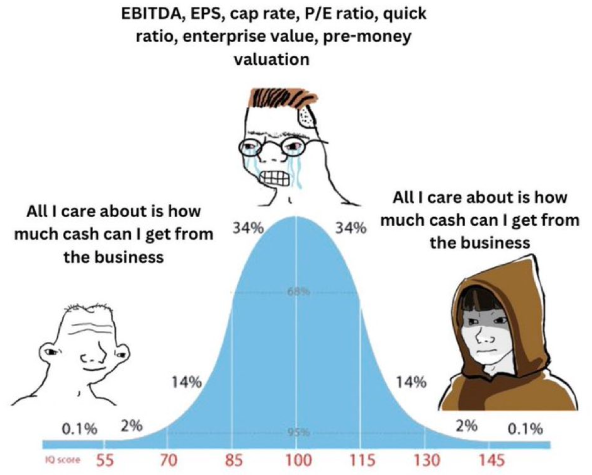 EBITDA, EPS, cap rate, P/E ratio, quick
ratio, enterprise value, pre-money
valuation
All I care about is how
much cash can I get from
the business
All I care about is how
much cash can I get from
the business
34%
34%
68%
14%
14%
95%
0.1%
2%
2%
0.1%
IQ score 55 70 85 100 115 130 145